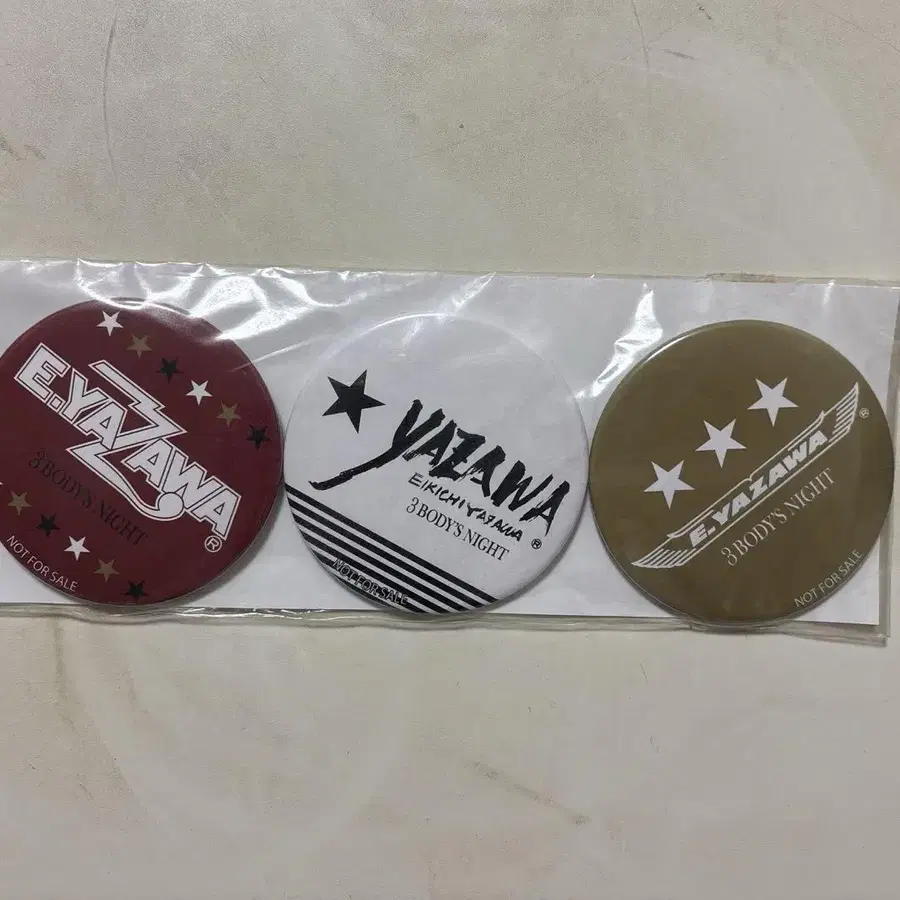 E.YAZAWA®
3 BODY'S NIGHT
NOT FOR SALE
YAZAWA
EIKICHI YAZAWA ®
3 BODY'S NIGHT
NOT FOR SALE
E.YAZAWA ®
3 BODY'S NIGHT
NOT FOR SALE